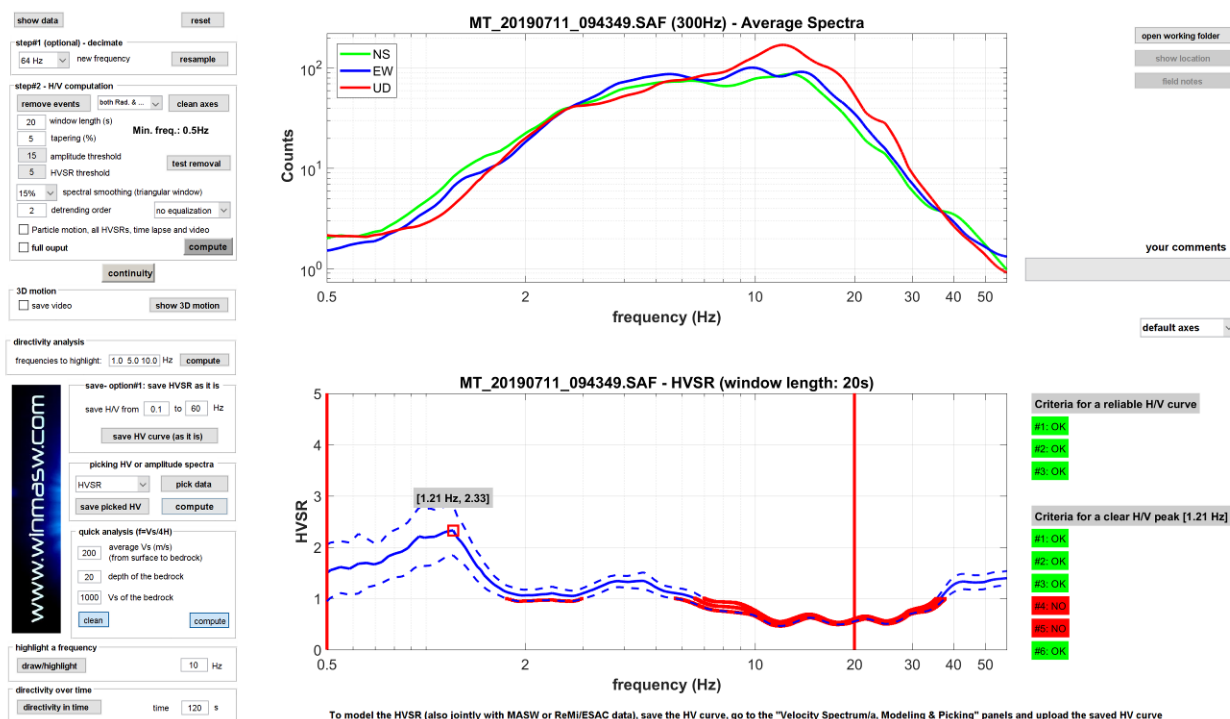 show data
reset
step#1 (optional) - decimate
64 Hz
new frequency
resample
step#2 - H/V computation
remove events
both Rad. & ...
clean axes
20
window length (s)
5
tapering (%)
Min. freq.: 0.5Hz
15
amplitude threshold
5
HVSR threshold
test removal
15%
spectral smoothing (triangular window)
2
detrending order
no equalization
Particle motion, all HVSRs, time lapse and video
full ouput
compute
continuity
3D motion
save video
show 3D motion
directivity analysis
frequencies to highlight:
1.0 5.0 10.0
Hz
compute
www.winmasw.com
save- option#1: save HVSR as it is
save H/V from
0.1
to
60
Hz
save HV curve (as it is)
picking HV or amplitude spectra
HVSR
pick data
save picked HV
compute
quick analysis (f=Vs/4H)
200
average Vs (m/s)
(from surface to bedrock)
20
depth of the bedrock
1000
Vs of the bedrock
clean
compute
highlight a frequency
draw/highlight
10
Hz
directivity over time
directivity in time
time
120
s
MT_20190711_094349.SAF (300Hz) - Average Spectra
NS
EW
UD
Counts
10²
10¹
10⁰
0.5
2
10
20
30
40
50
frequency (Hz)
MT_20190711_094349.SAF - HVSR (window length: 20s)
HVSR
5
4
3
2
1
0
[1.21 Hz, 2.33]
0.5
2
10
20
30
40
50
frequency (Hz)
To model the HVSR (also jointly with MASW or ReMi/ESAC data), save the HV curve, go to the "Velocity Spectrum/a, Modeling & Picking" panels and upload the saved HV curve
open working folder
show location
field notes
your comments
default axes
Criteria for a reliable H/V curve
#1: OK
#2: OK
#3: OK
Criteria for a clear H/V peak [1.21 Hz]
#1: OK
#2: OK
#3: OK
#4: NO
#5: NO
#6: OK